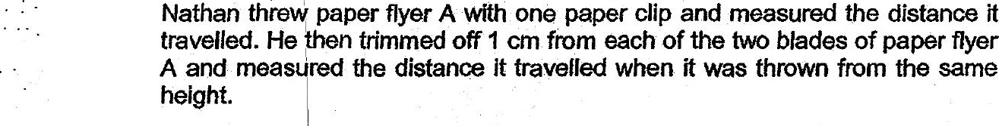 Nathan threw paper flyer A with one paper clip and measured the distance it
travelled. He then trimmed off 1 cm from each of the two blades of paper flyer
A and measured the distance it travelled when it was thrown from the same
height.